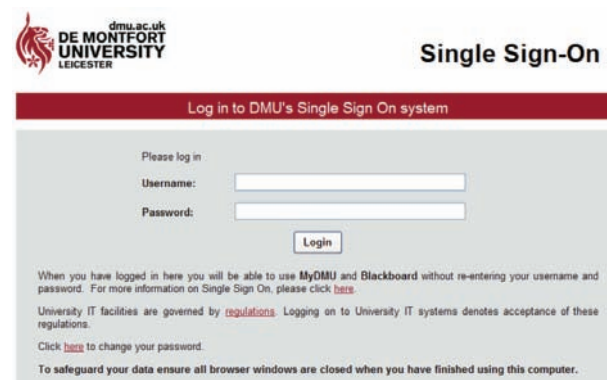 dmu.ac.uk
DE MONTFORT
UNIVERSITY
LEICESTER
Single Sign-On
Log in to DMU's Single Sign On system
Please log in
Username:
Password:
Login
When you have logged in here you will be able to use MyDMU and Blackboard without re-entering your username and
password. For more information on Single Sign On, please click here.
University IT facilities are governed by regulations. Logging on to University IT systems denotes acceptance of these
regulations.
Click here to change your password.
To safeguard your data ensure all browser windows are closed when you have finished using this computer.